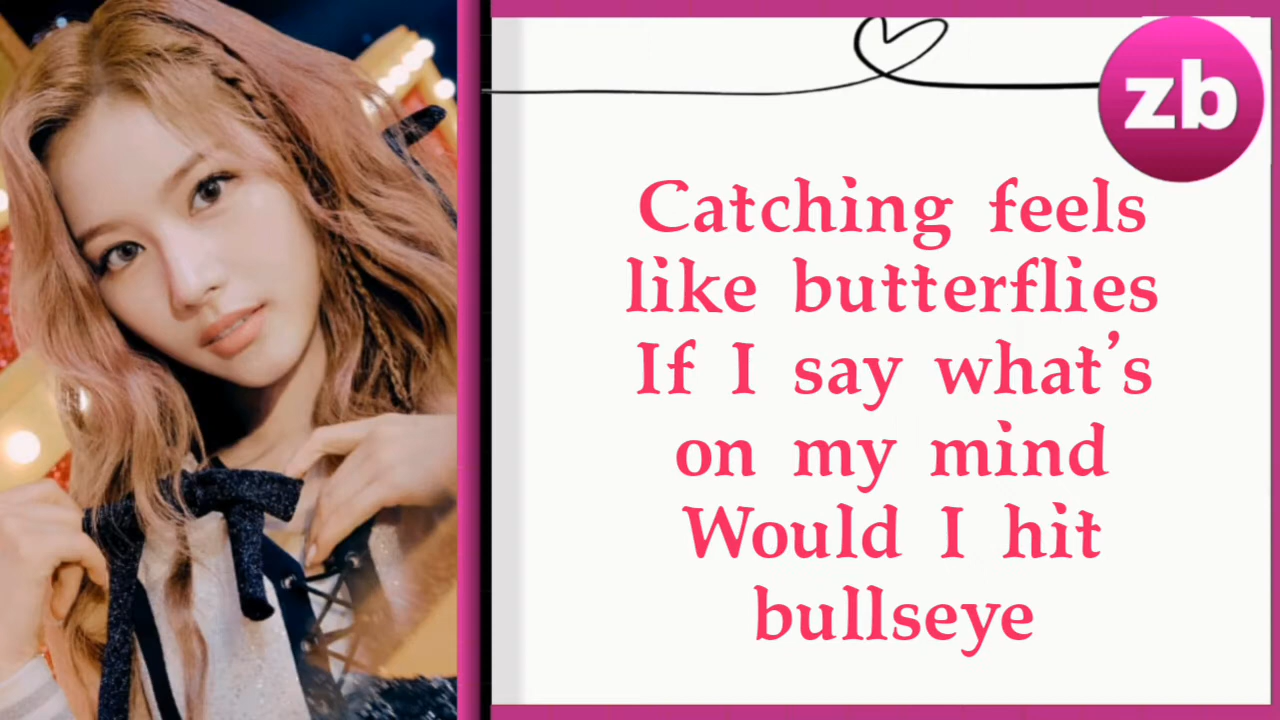 zb
Catching feels
like butterflies
If I say what's
on my mind
Would I hit
bullseye